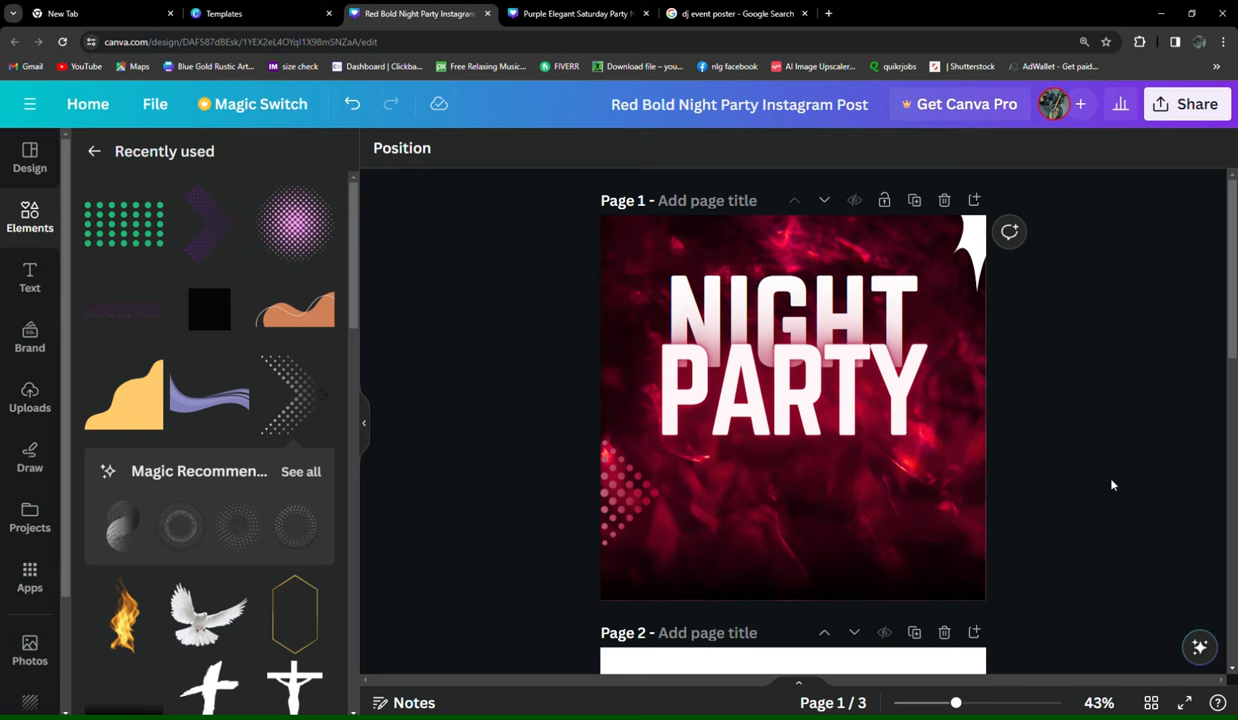 New Tab
Templates
Red Bold Night Party Instagram
Purple Elegant Saturday Party N
dj event poster - Google Search
canva.com/design/DAF587dBEsk/1YEX2eL4OYqI1X98mSNZaA/edit
Gmail
YouTube
Maps
Blue Gold Rustic Art...
size check
Dashboard | Clickba...
Free Relaxing Music...
FIVERR
Download file – you...
nlg facebook
AI Image Upscaler...
quikrjobs
| Shutterstock
AdWallet - Get paid...
Home
File
Magic Switch
Red Bold Night Party Instagram Post
Get Canva Pro
Share
Design
Elements
Text
Brand
Uploads
Draw
Projects
Apps
Photos
Recently used
Magic Recommen...
See all
Position
Page 1 - Add page title
NIGHT
PARTY
Page 2 - Add page title
Notes
Page 1 / 3
43%